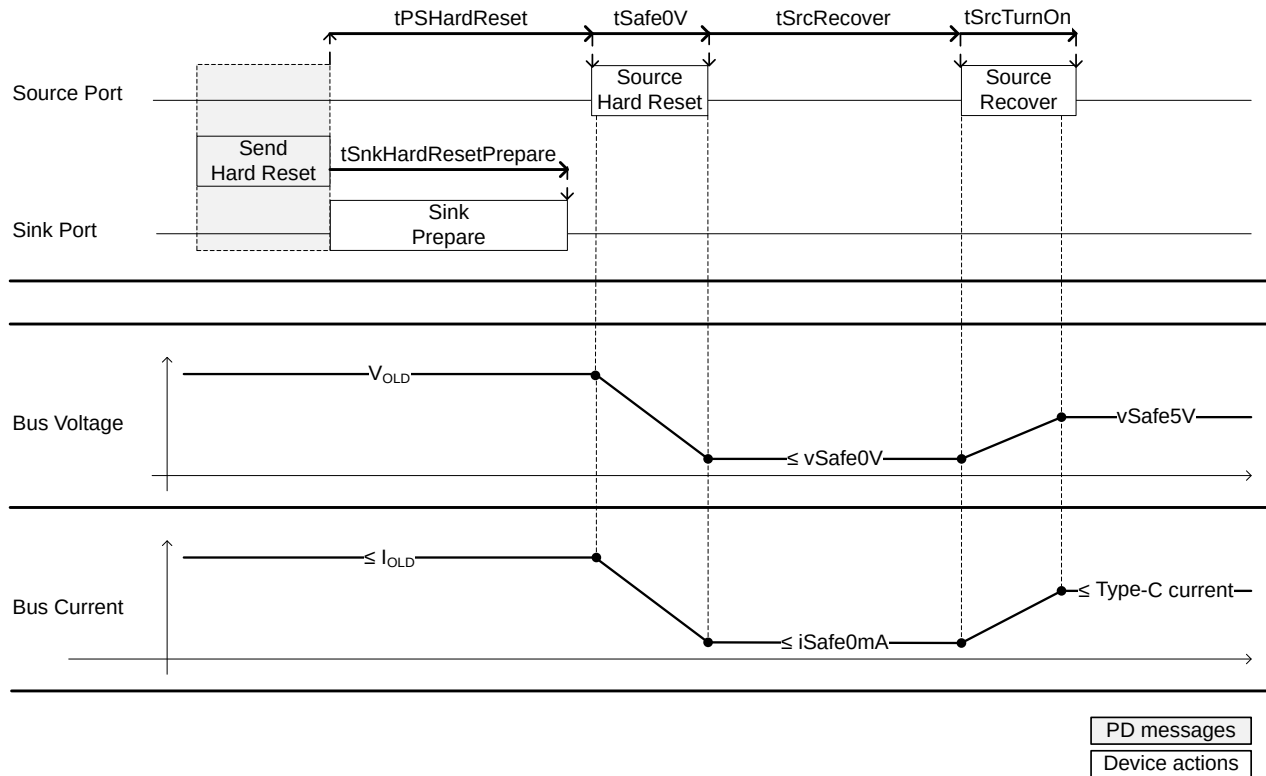 tPSHardReset tSafe0V tSrcRecover tSrcTurnOn
Source Port
Source
Hard Reset
Source
Recover
Send
Hard Reset
tSnkHardResetPrepare
Sink Port
Sink
Prepare
Bus Voltage
VOLD
≤ vSafe0V
vSafe5V
Bus Current
≤ IOLD
≤ iSafe0mA
≤ Type-C current
PD messages
Device actions